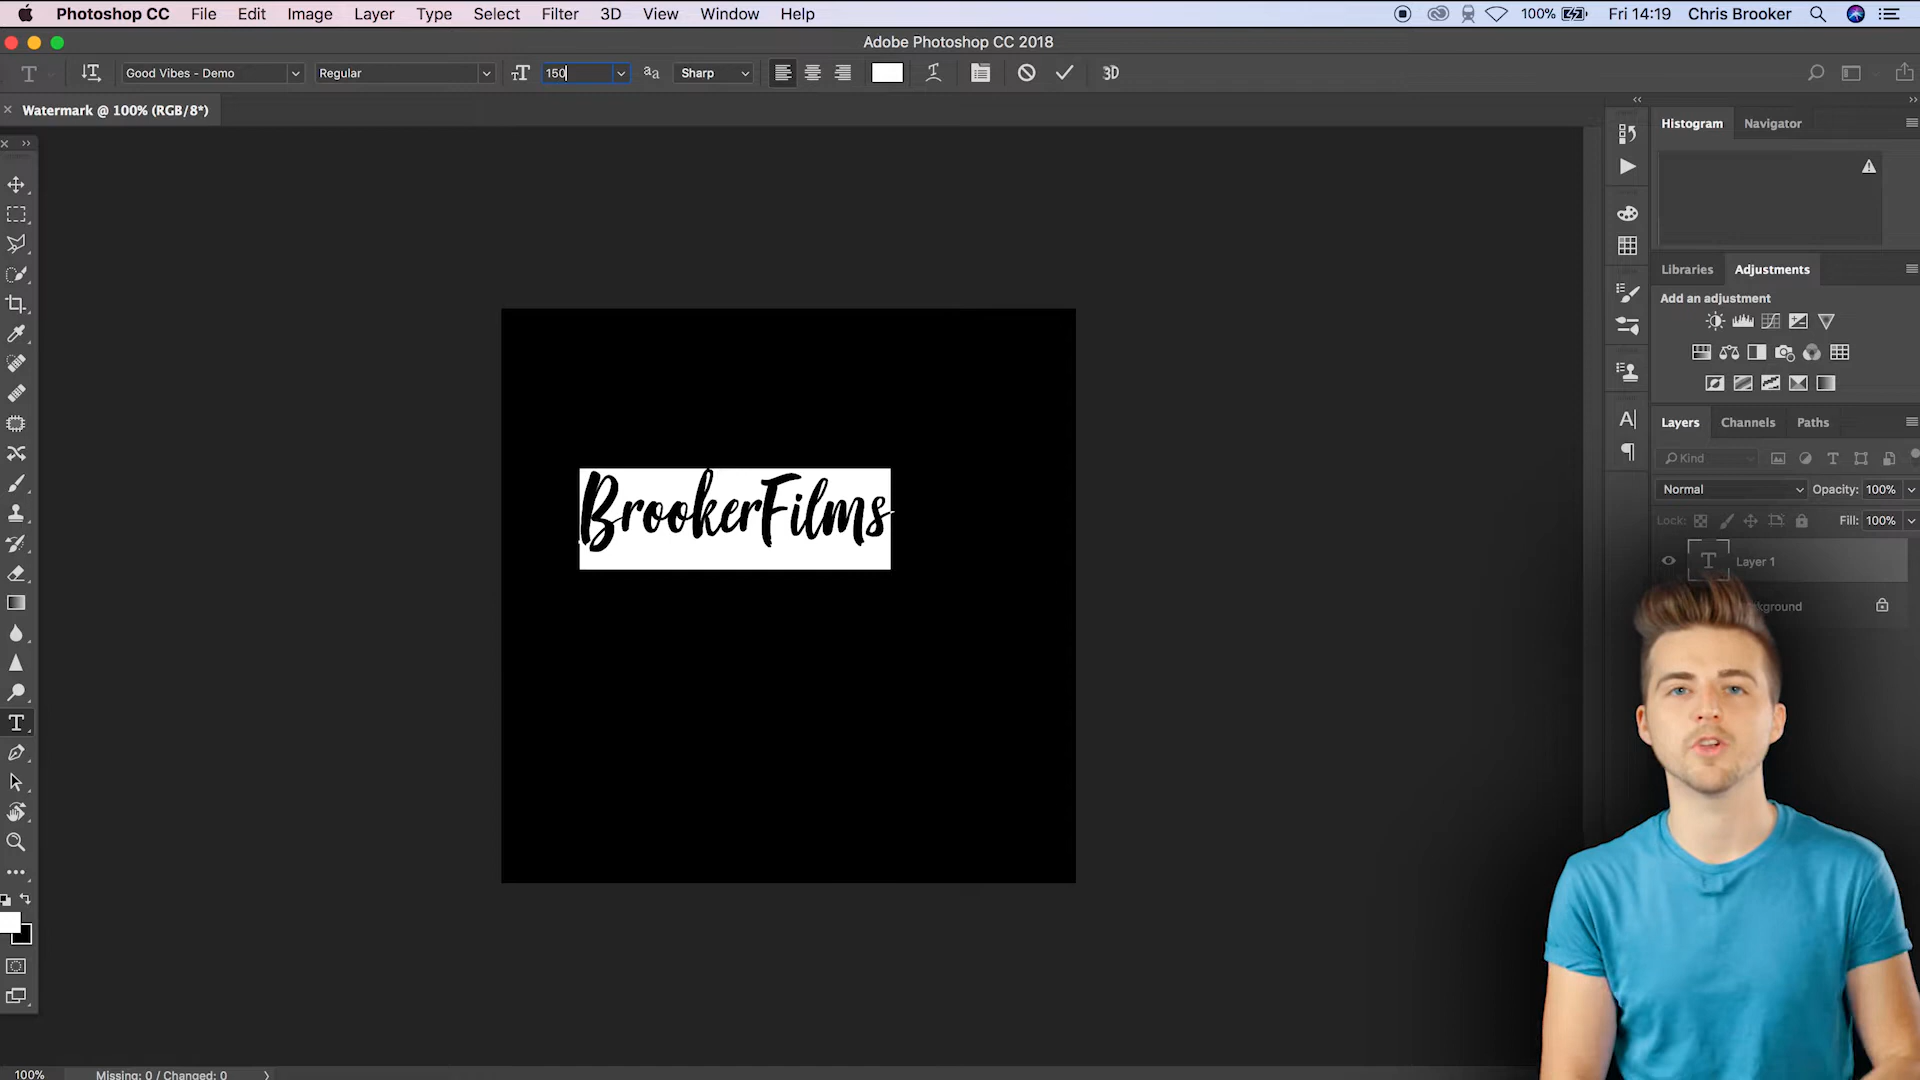 Photoshop CC File Edit Image Layer Type Select Filter 3D View Window Help 100% Fri 14:19 Chris Brooker
Adobe Photoshop CC 2018
Good Vibes - Demo Regular 150 Sharp 3D
Watermark @ 100% (RGB/8*)
Histogram Navigator
Libraries Adjustments
Add an adjustment
Layers Channels Paths
Kind
Normal Opacity: 100%
Lock: Fill: 100%
Layer 1
kground
BrookerFilms
100% Missing: 0 / Changed: 0